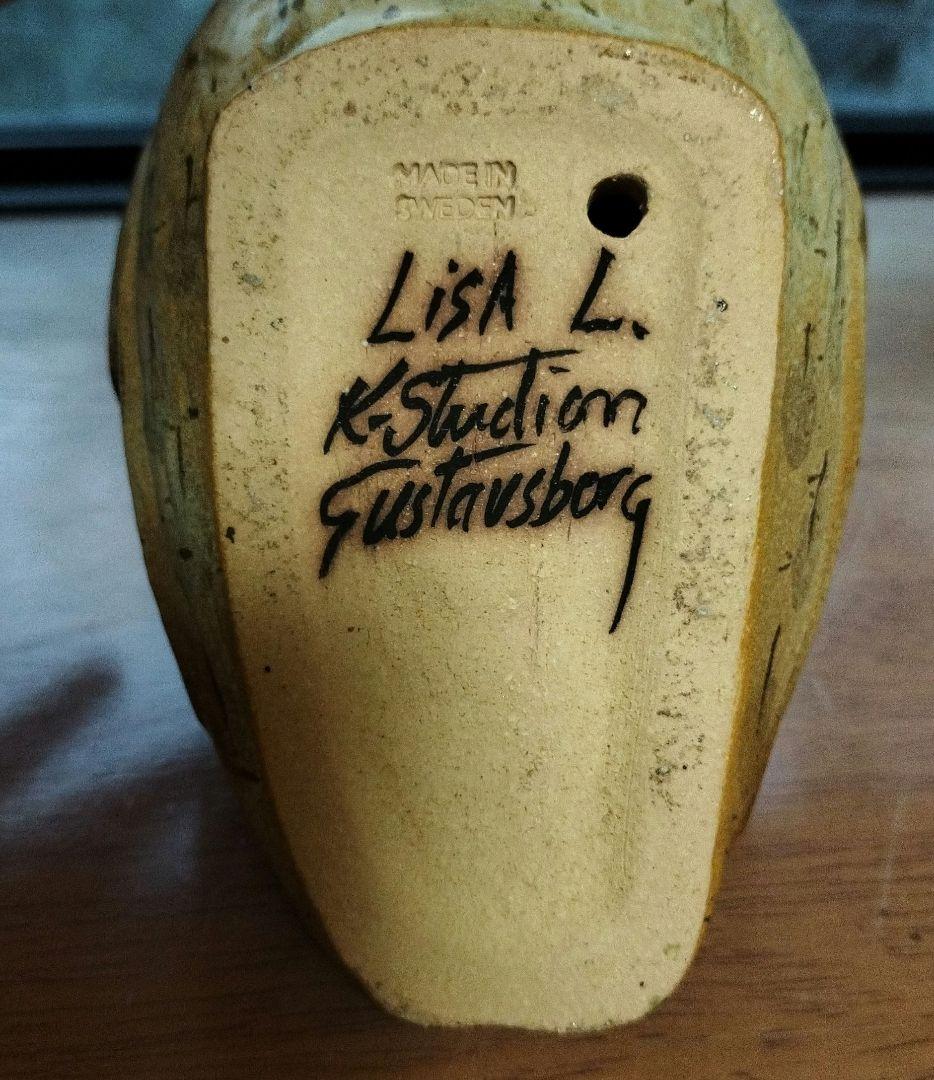 MADE IN
SWEDEN
LisA L.
K-Studion
Gustavsberg